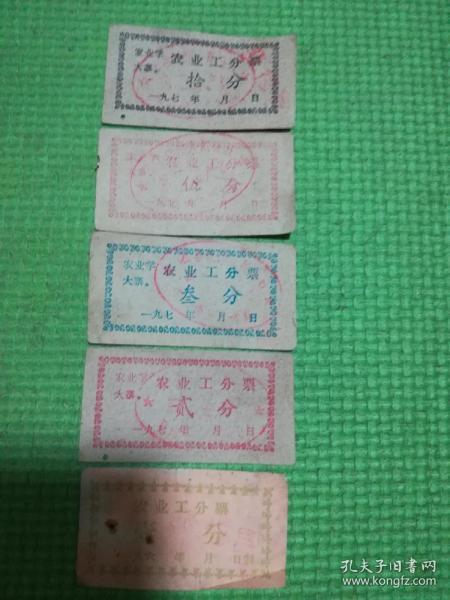 农业学
大寨。
农业工分票
拾分
一九七 年 月 日
农业工分票
伍分
一九七 年 月 日
农业学
大寨。
农业工分票
叁分
一九七 年 月 日
农业学
大寨。
农业工分票
贰分
一九七 年 月 日
农业工分票
分
六 年 月 日
孔夫子旧书网
www.kongfz.com